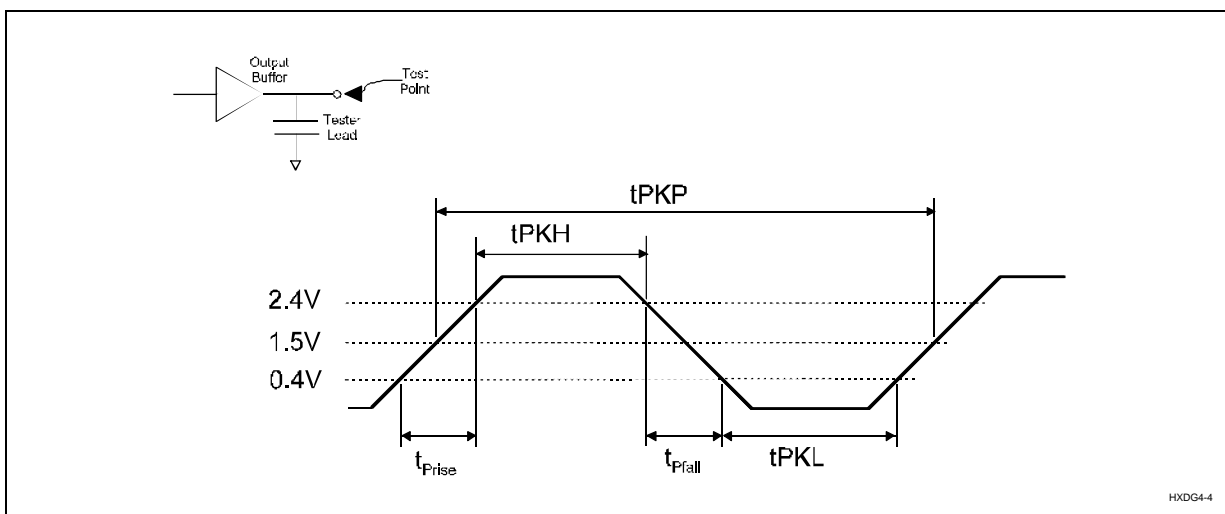 Output
Buffer
Test
Point
Tester
Load
tPKP
tPKH
2.4V
1.5V
0.4V
tPrise
tPfall
tPKL
HXDG4-4